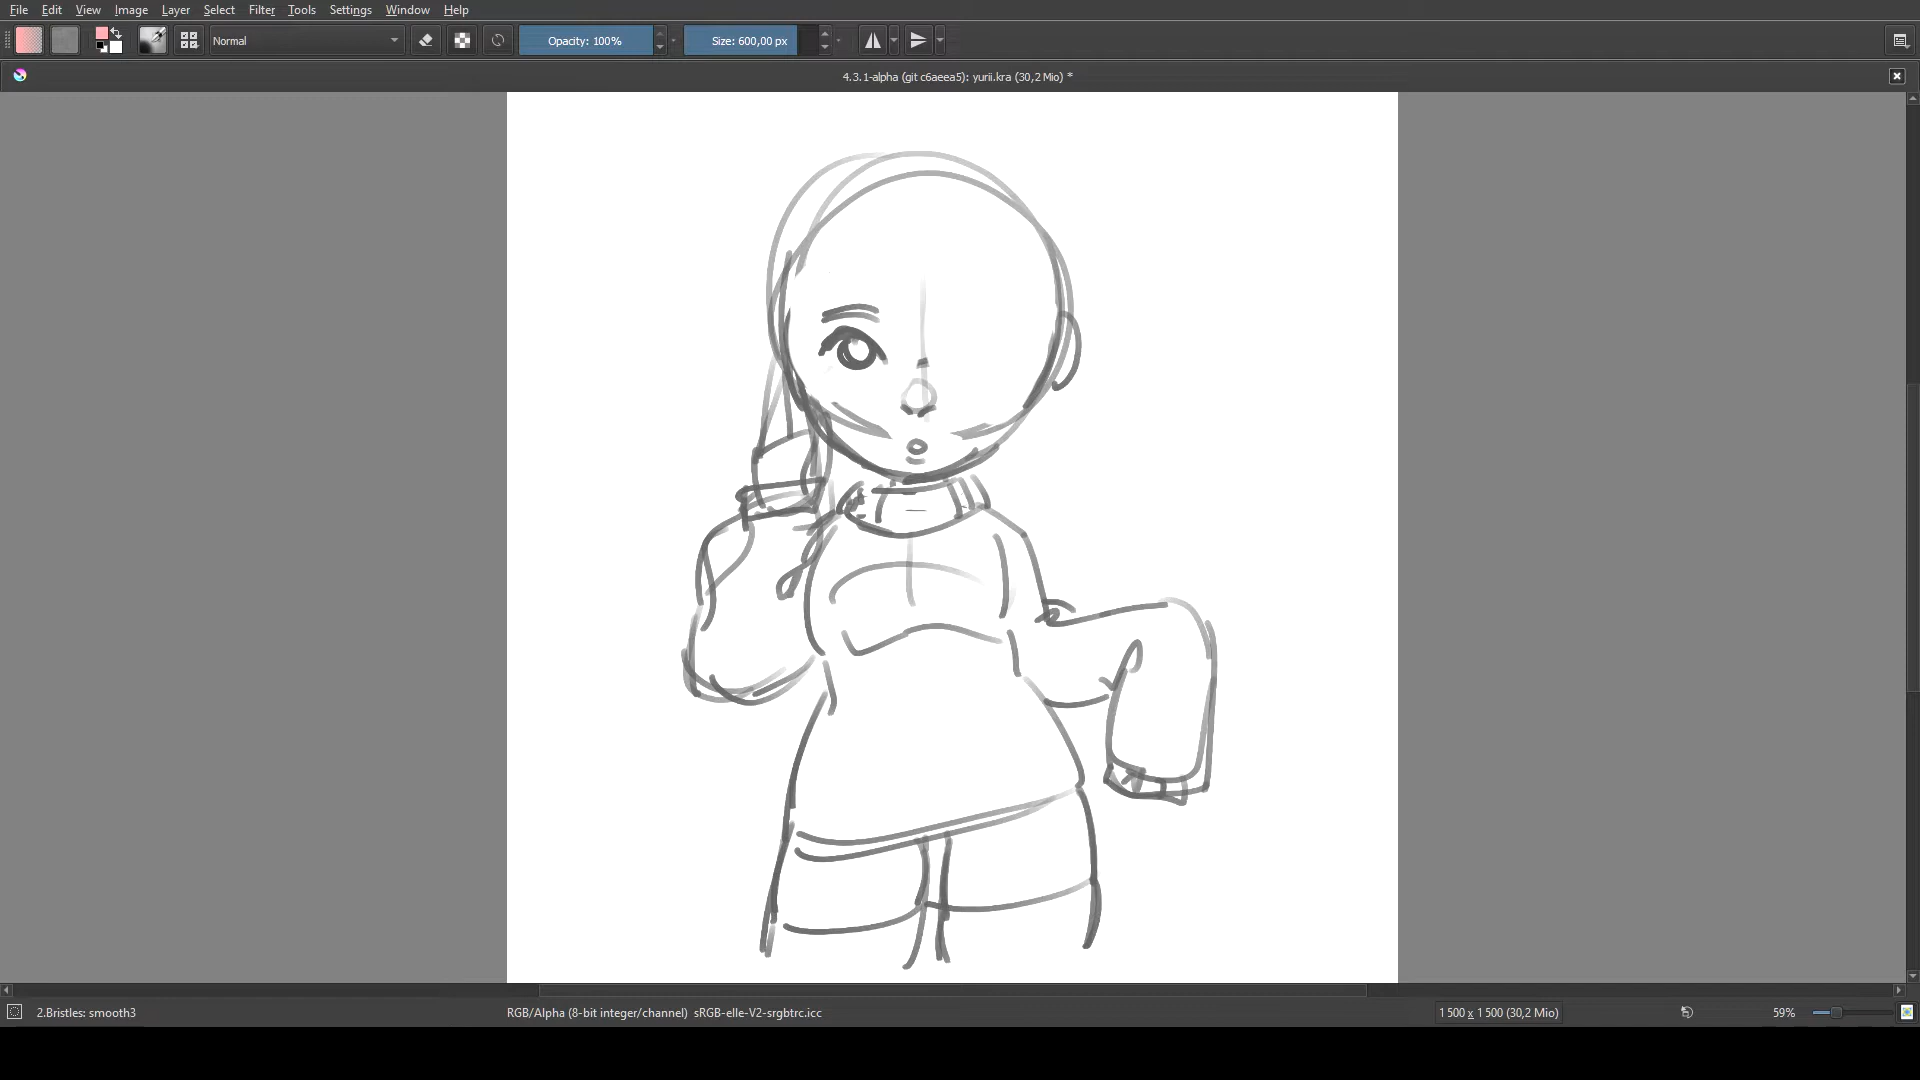 File Edit View Image Layer Select Filter Tools Settings Window Help
Normal Opacity: 100% Size: 600,00 px
4.3.1-alpha (git c6aeea5): yurii.kra (30,2 Mio) *
2.Bristles: smooth3 RGB/Alpha (8-bit integer/channel) sRGB-elle-V2-srgbtrc.icc 1 500 x 1 500 (30,2 Mio) 59%